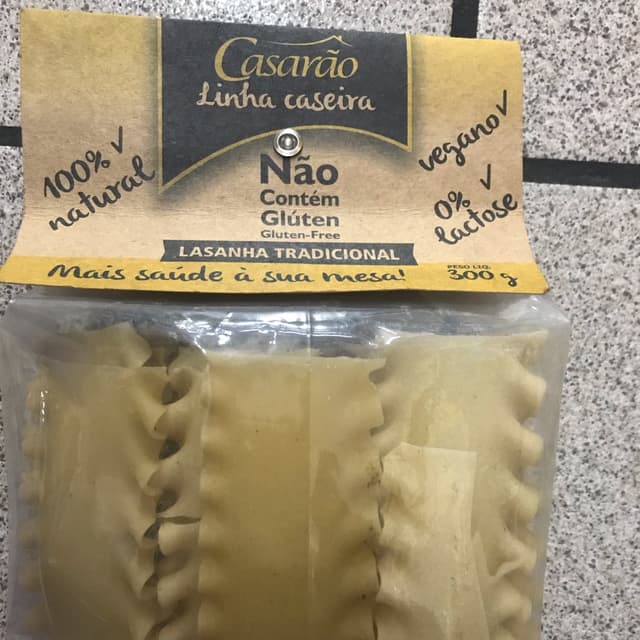 Casarão
Linha caseira
100%
natural
Não
Contém
Glúten
Gluten-Free
vegano
0%
lactose
LASANHA TRADICIONAL
Mais saúde à sua mesa!
PESO LIQ.
300 g